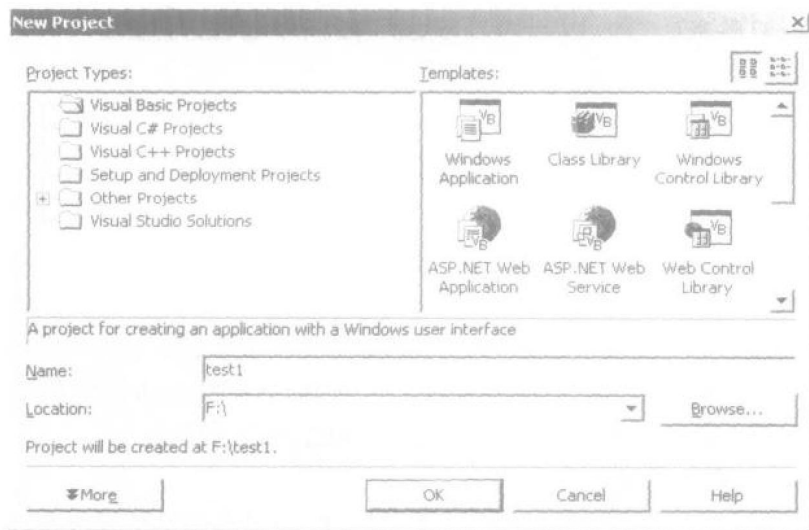 New Project
Project Types:
Templates:
Visual Basic Projects
Visual C# Projects
Visual C++ Projects
Setup and Deployment Projects
Other Projects
Visual Studio Solutions
Windows Application
Class Library
Windows Control Library
ASP.NET Web Application
ASP.NET Web Service
Web Control Library
A project for creating an application with a Windows user interface
Name: test1
Location: F:\ Browse...
Project will be created at F:\test1.
More OK Cancel Help